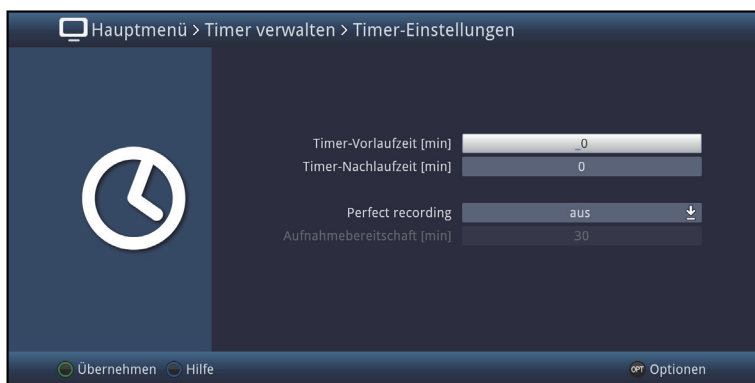 Hauptmenü > Timer verwalten > Timer-Einstellungen
Timer-Vorlaufzeit [min] _0
Timer-Nachlaufzeit [min] 0
Perfect recording aus
Aufnahmebereitschaft [min] 30
Übernehmen Hilfe OPT Optionen